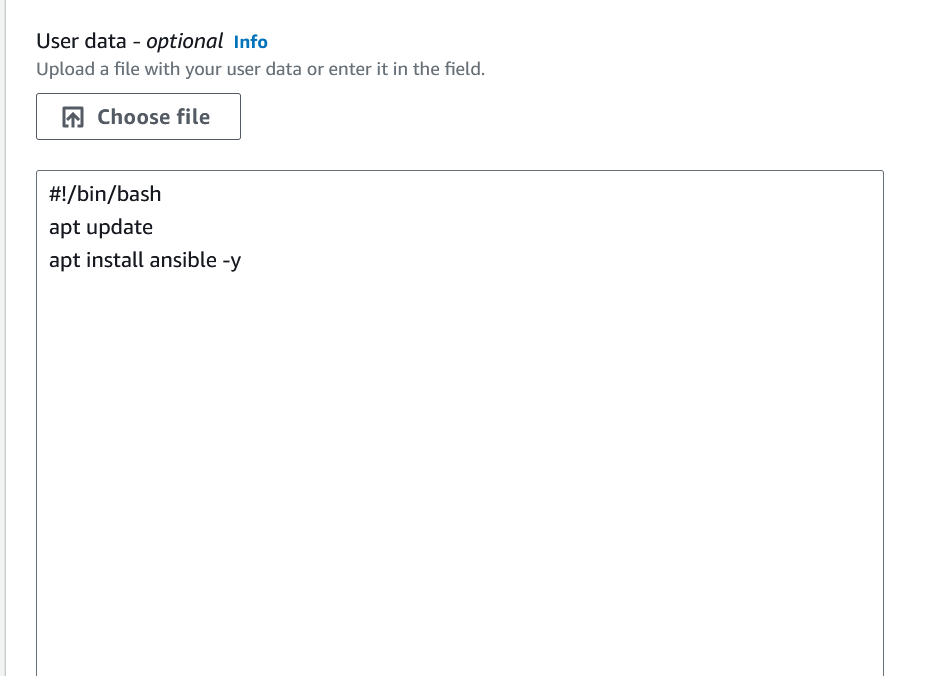 User data - optional Info
Upload a file with your user data or enter it in the field.
Choose file
#!/bin/bash
apt update
apt install ansible -y